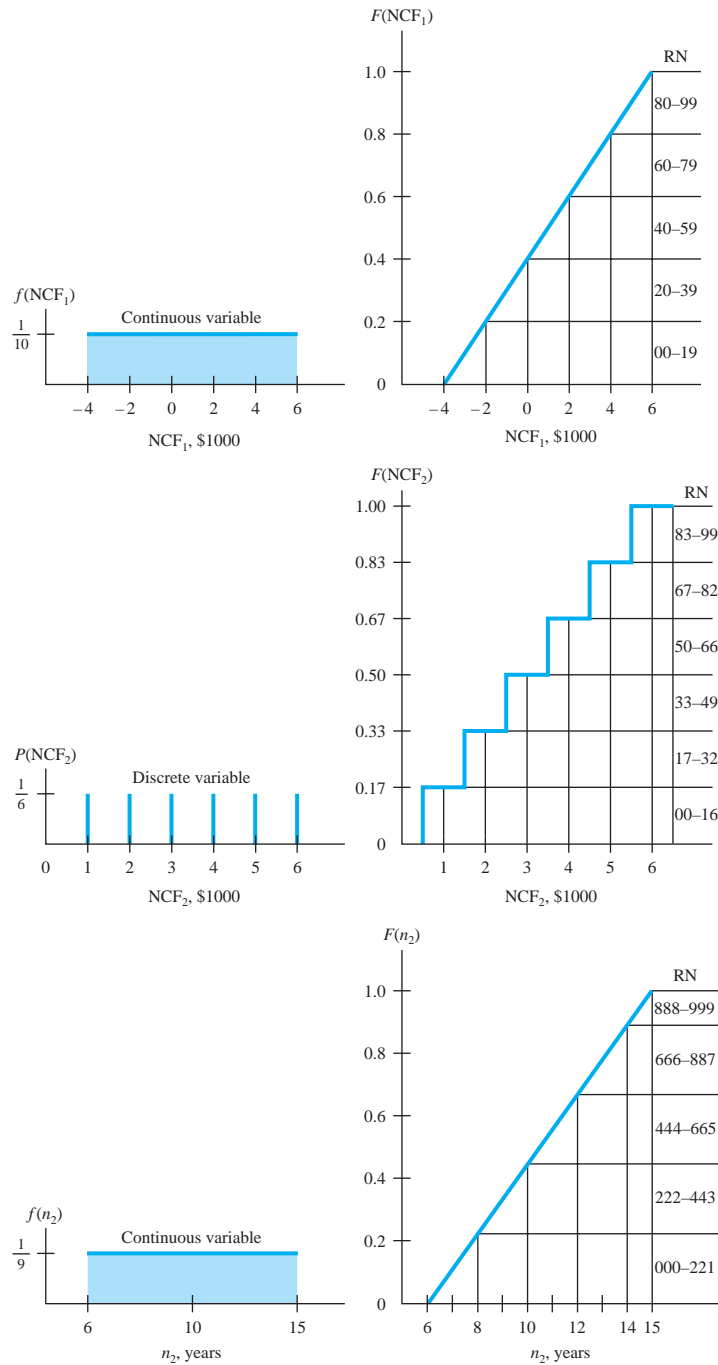 f(NCF₁)
1/10
Continuous variable
−4 −2 0 2 4 6
NCF₁, $1000
F(NCF₁)
RN
1.0
80–99
0.8
60–79
0.6
40–59
0.4
20–39
0.2
00–19
0
−4 −2 0 2 4 6
NCF₁, $1000
P(NCF₂)
1/6
Discrete variable
0 1 2 3 4 5 6
NCF₂, $1000
F(NCF₂)
RN
1.00
83–99
0.83
67–82
0.67
50–66
0.50
33–49
0.33
17–32
0.17
00–16
0
1 2 3 4 5 6
NCF₂, $1000
f(n₂)
1/9
Continuous variable
6 10 15
n₂, years
F(n₂)
RN
1.0
888–999
0.8
666–887
0.6
444–665
0.4
222–443
0.2
000–221
0
6 8 10 12 14 15
n₂, years